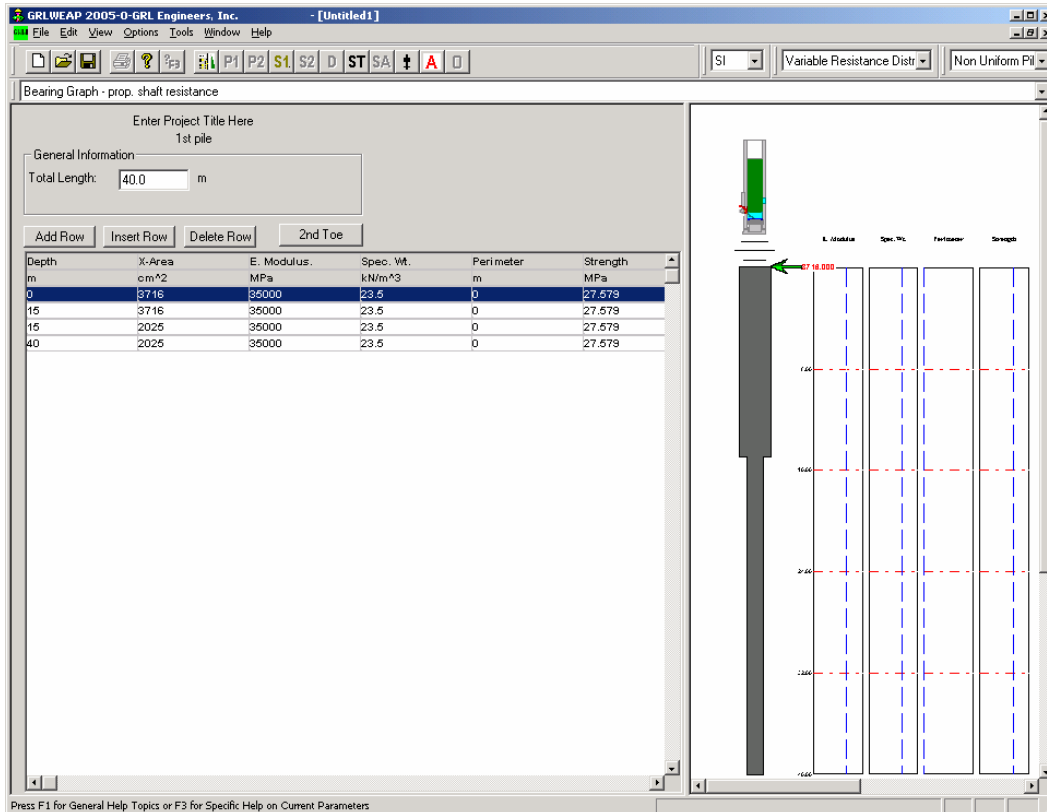 GRLWEAP 2005-0-GRL Engineers, Inc. - [Untitled1]
File Edit View Options Tools Window Help
P1 P2 S1 S2 D ST SA A SI Variable Resistance Distr Non Uniform Pil
Bearing Graph - prop. shaft resistance
Enter Project Title Here
1st pile
General Information
Total Length: 40.0 m
Add Row Insert Row Delete Row 2nd Toe
Depth X-Area E. Modulus. Spec. Wt. Perimeter Strength
m cm^2 MPa kN/m^3 m MPa
0 3716 35000 23.5 0 27.579
15 3716 35000 23.5 0 27.579
15 2025 35000 23.5 0 27.579
40 2025 35000 23.5 0 27.579
E. Modulus Spec. Wt. Perimeter Strength
Press F1 for General Help Topics or F3 for Specific Help on Current Parameters